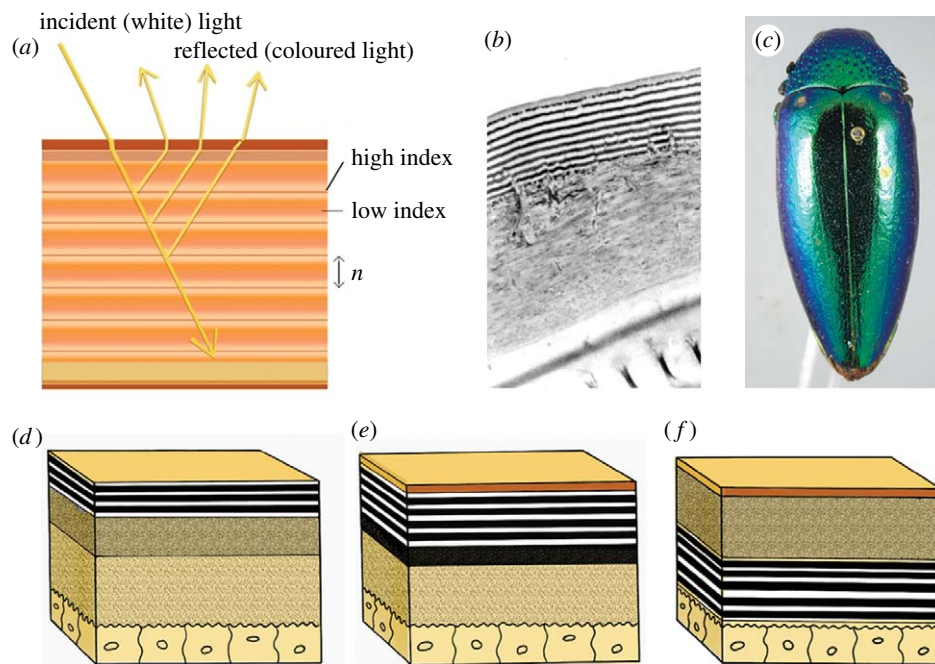 incident (white) light
(a)
reflected (coloured light)
high index
low index
n
(b)
(c)
(d)
(e)
(f)